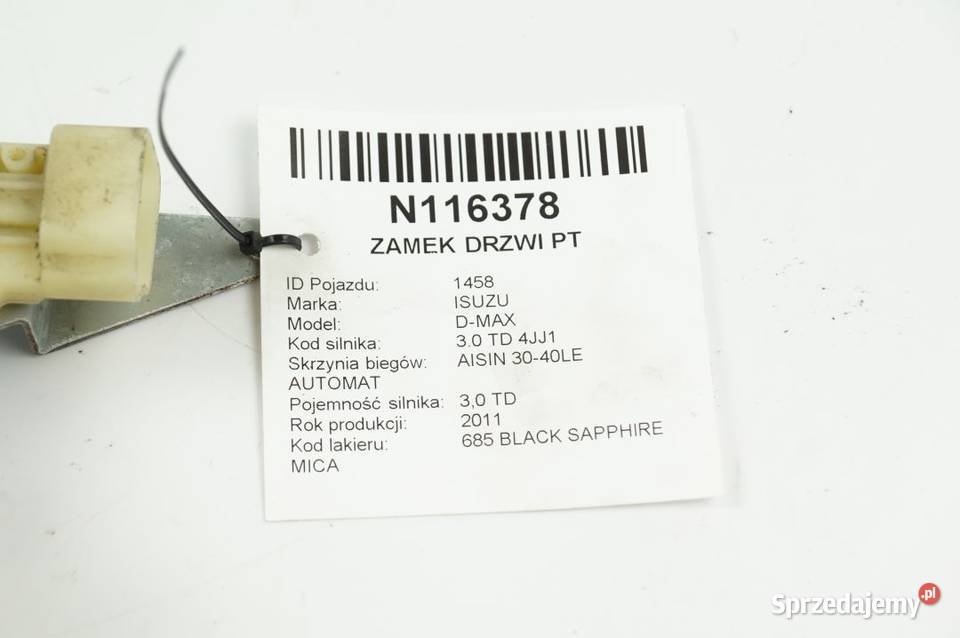 N116378
ZAMEK DRZWI PT
ID Pojazdu: 1458
Marka: ISUZU
Model: D-MAX
Kod silnika: 3.0 TD 4JJ1
Skrzynia biegów: AISIN 30-40LE
AUTOMAT
Pojemność silnika: 3,0 TD
Rok produkcji: 2011
Kod lakieru: 685 BLACK SAPPHIRE
MICA
Sprzedajemy.pl